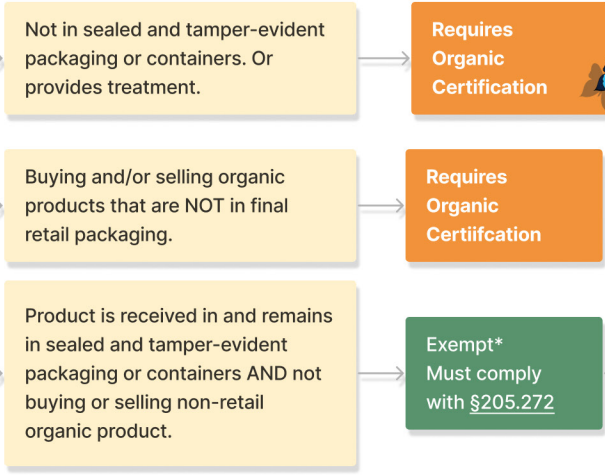 Not in sealed and tamper-evident
packaging or containers. Or
provides treatment.
Requires
Organic
Certification
Buying and/or selling organic
products that are NOT in final
retail packaging.
Requires
Organic
Certiifcation
Product is received in and remains
in sealed and tamper-evident
packaging or containers AND not
buying or selling non-retail
organic product.
Exempt*
Must comply
with §205.272